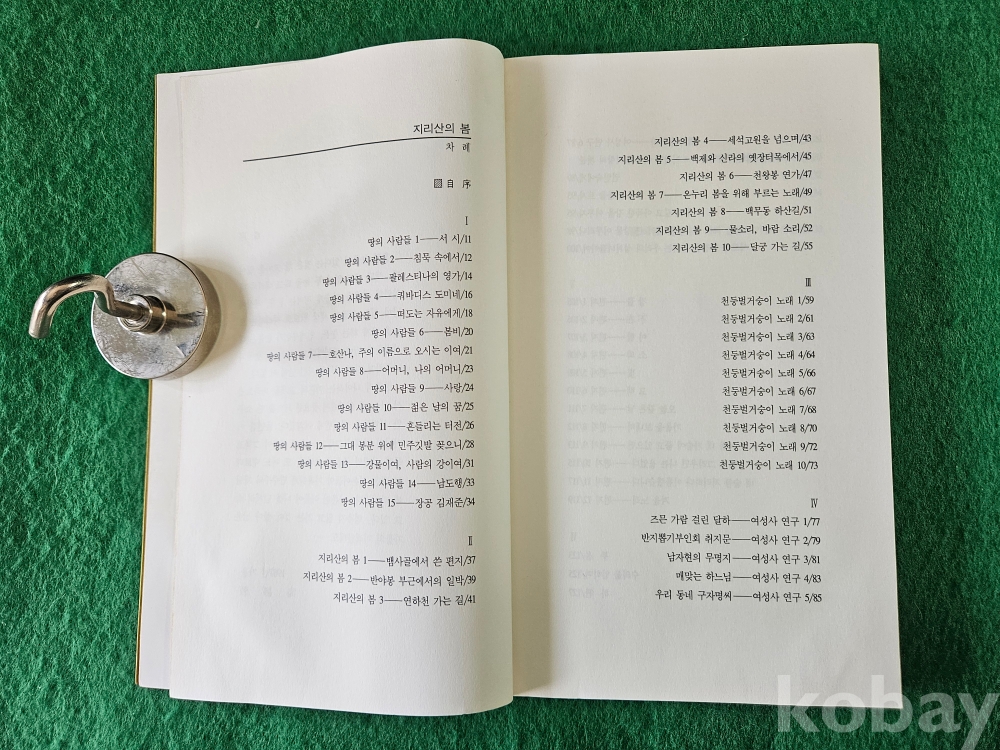 지리산의 봄
차 례
▨ 自 序
Ⅰ
땅의 사람들 1——서 시/11
땅의 사람들 2——침묵 속에서/12
땅의 사람들 3——팔레스티나의 영가/14
땅의 사람들 4——쿼바디스 도미네/16
땅의 사람들 5——떠도는 자유에게/18
땅의 사람들 6——봄비/20
땅의 사람들 7——호산나, 주의 이름으로 오시는 이여/21
땅의 사람들 8——어머니, 나의 어머니/23
땅의 사람들 9——사랑/24
땅의 사람들 10——젊은 날의 꿈/25
땅의 사람들 11——흔들리는 터전/26
땅의 사람들 12——그대 봉분 위에 민주깃발 꽂으니/28
땅의 사람들 13——강물이여, 사람의 강이여/31
땅의 사람들 14——남도행/33
땅의 사람들 15——장공 김재준/34
Ⅱ
지리산의 봄 1——뱀사골에서 쓴 편지/37
지리산의 봄 2——반야봉 부근에서의 일박/39
지리산의 봄 3——연하천 가는 길/41
지리산의 봄 4——세석고원을 넘으며/43
지리산의 봄 5——백제와 신라의 옛장터목에서/45
지리산의 봄 6——천왕봉 연가/47
지리산의 봄 7——온누리 봄을 위해 부르는 노래/49
지리산의 봄 8——백무동 하산길/51
지리산의 봄 9——물소리, 바람 소리/52
지리산의 봄 10——달궁 가는 길/55
Ⅲ
천둥벌거숭이 노래 1/59
천둥벌거숭이 노래 2/61
천둥벌거숭이 노래 3/63
천둥벌거숭이 노래 4/64
천둥벌거숭이 노래 5/66
천둥벌거숭이 노래 6/67
천둥벌거숭이 노래 7/68
천둥벌거숭이 노래 8/70
천둥벌거숭이 노래 9/72
천둥벌거숭이 노래 10/73
Ⅳ
즈믄 가람 걸린 달하——여성사 연구 1/77
반지뽑기부인회 취지문——여성사 연구 2/79
남자현의 무명지——여성사 연구 3/81
매맞는 하느님——여성사 연구 4/83
우리 동네 구자명씨——여성사 연구 5/85
kobay